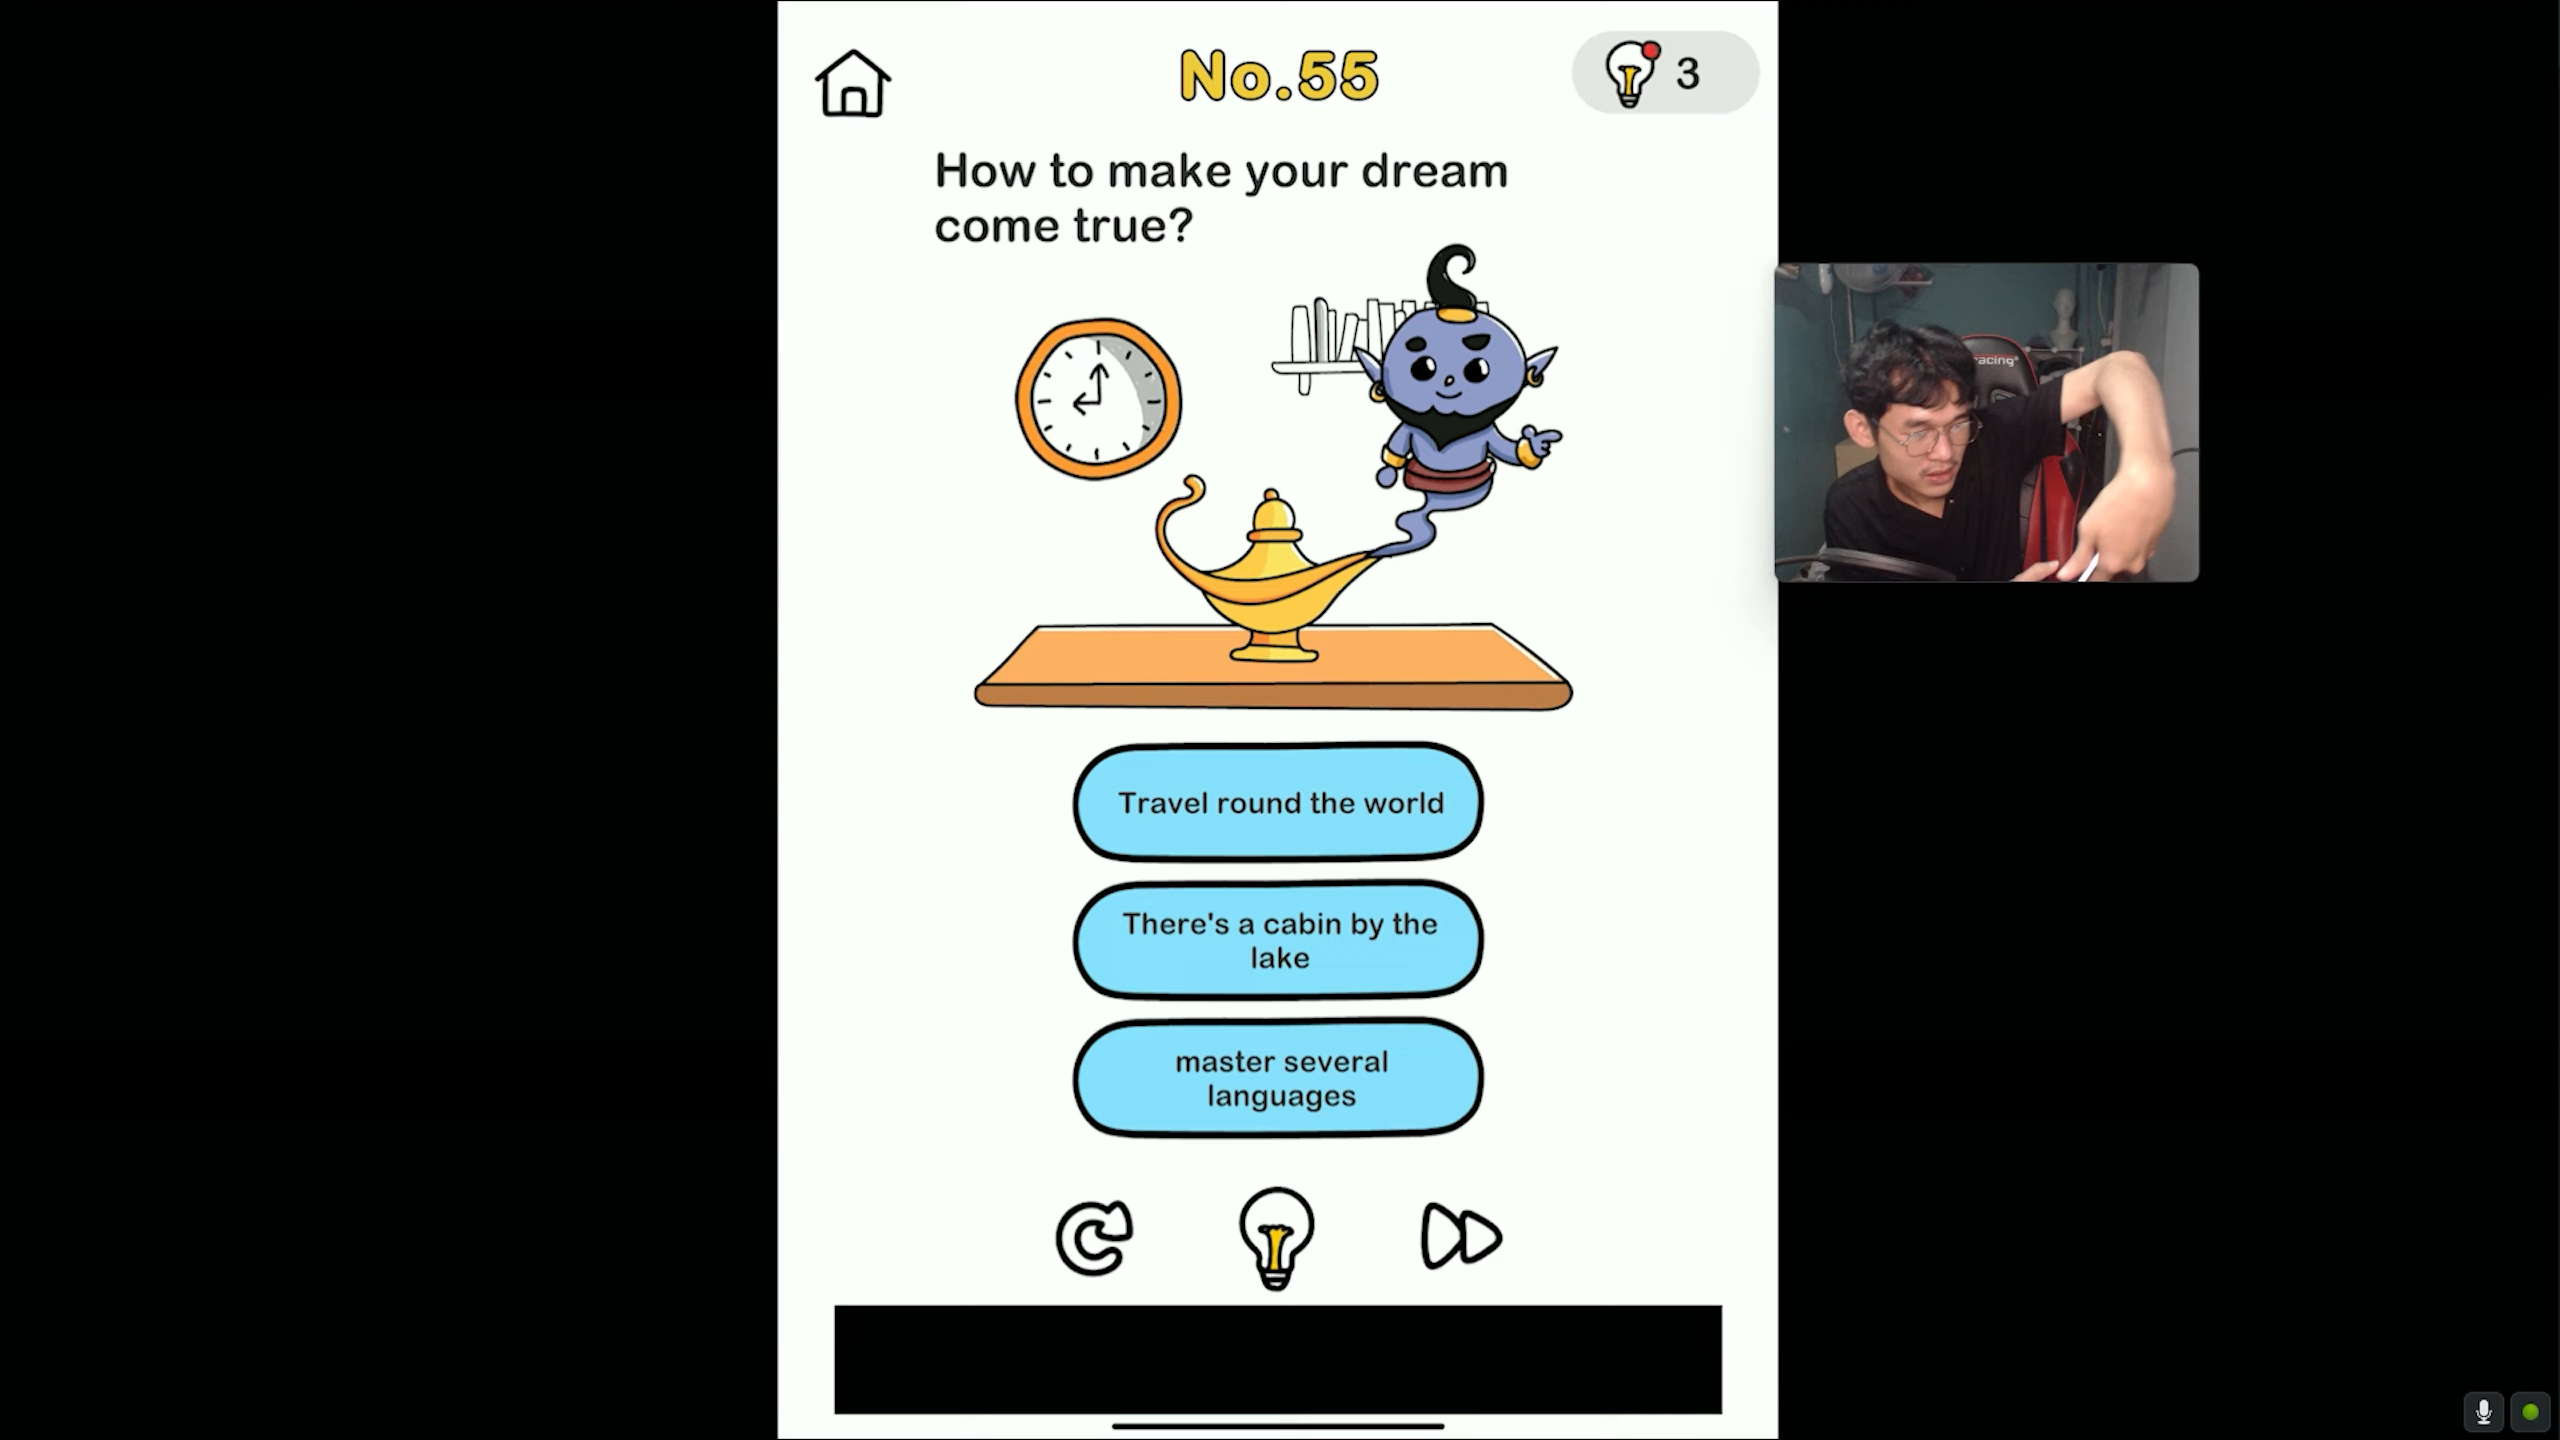 No.55
3
How to make your dream
come true?
racing
Travel round the world
There's a cabin by the
lake
master several
languages